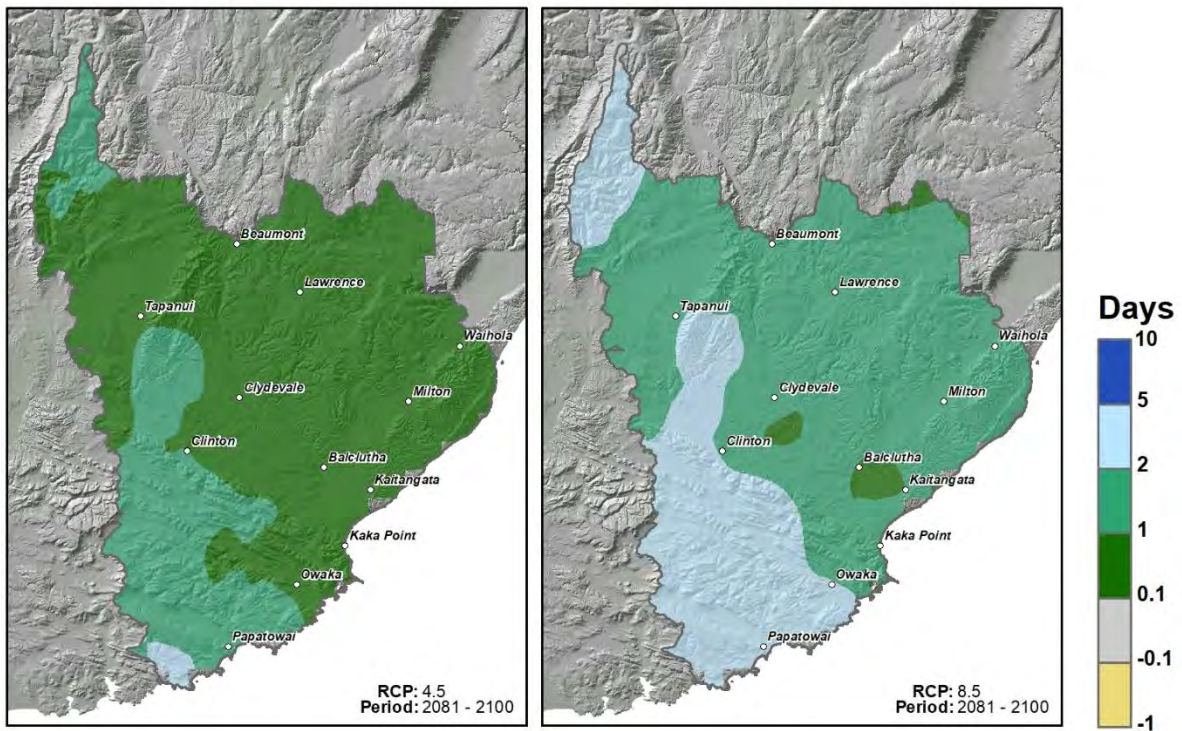 Beaumont
Lawrence
Tapanui
Waihola
Clydevale
Milton
Clinton
Balclutha
Kaitangata
Kaka Point
Owaka
Papatowai
RCP: 4.5
Period: 2081 - 2100
Beaumont
Lawrence
Tapanui
Waihola
Clydevale
Milton
Clinton
Balclutha
Kaitangata
Kaka Point
Owaka
Papatowai
RCP: 8.5
Period: 2081 - 2100
Days
10
5
2
1
0.1
-0.1
-1